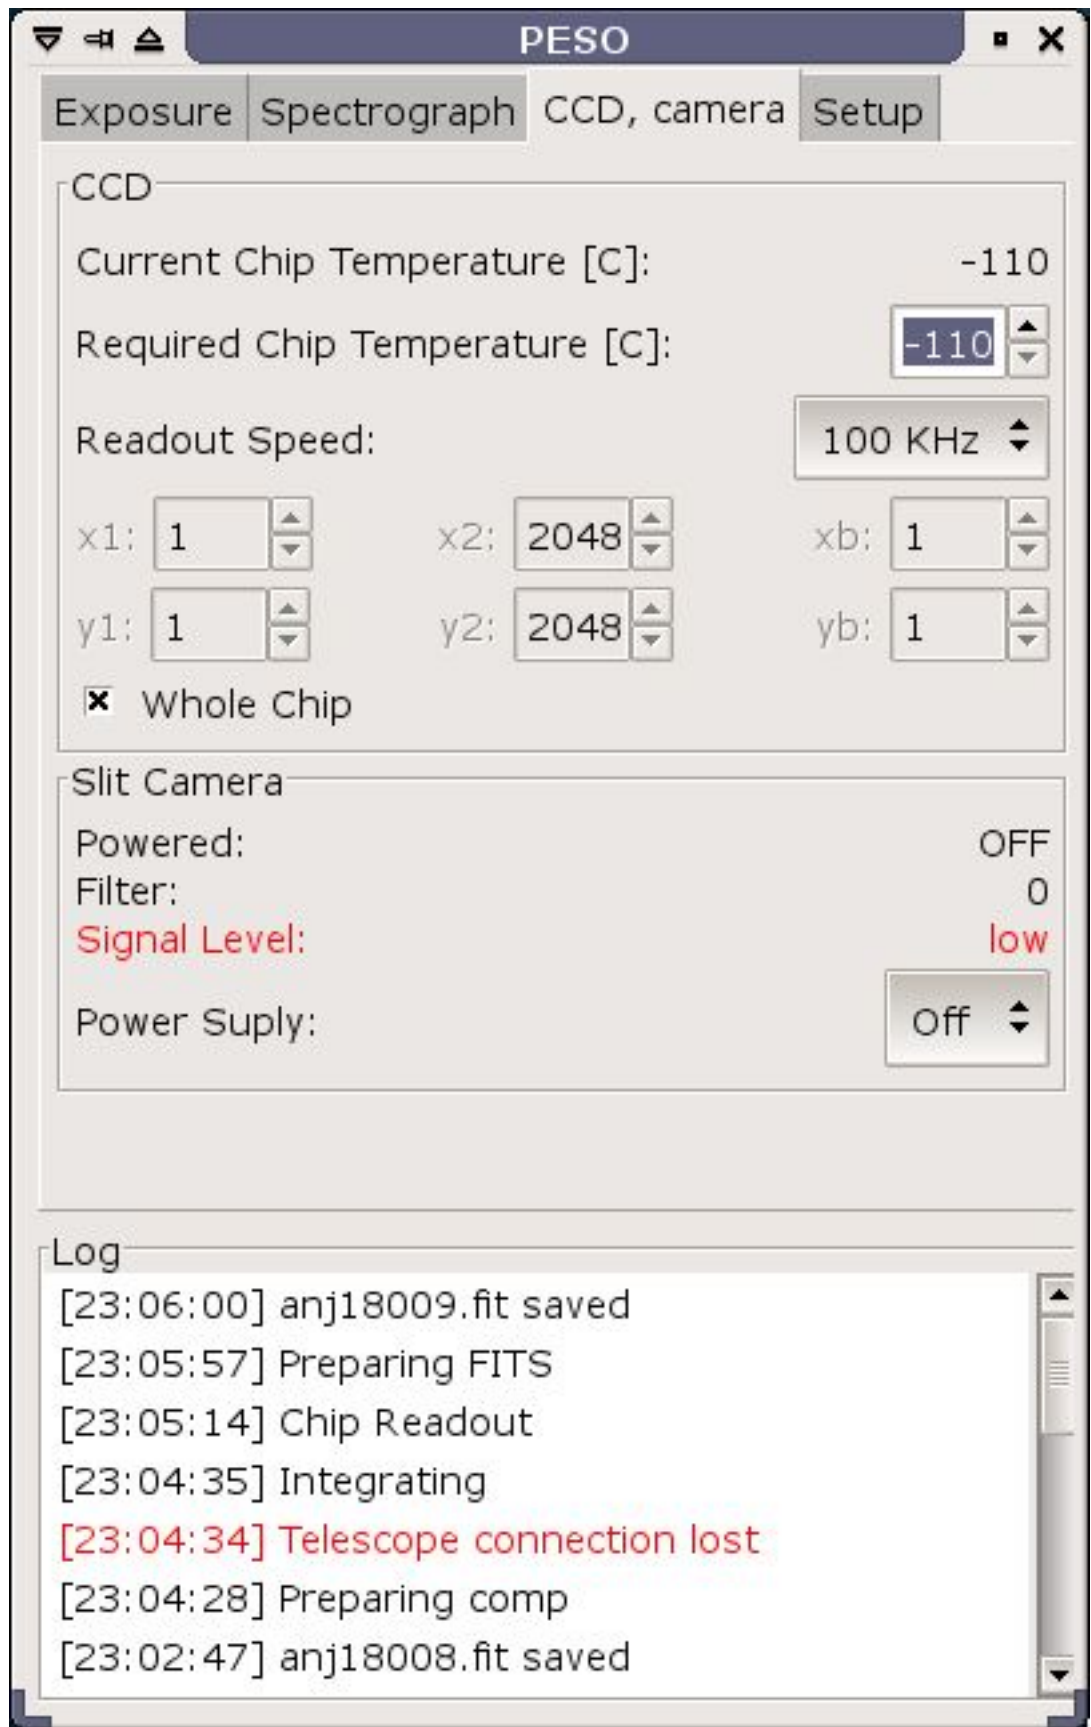 PESO
Exposure Spectrograph CCD, camera Setup
CCD
Current Chip Temperature [C]: -110
Required Chip Temperature [C]: -110
Readout Speed: 100 KHz
x1: 1 x2: 2048 xb: 1
y1: 1 y2: 2048 yb: 1
Whole Chip
Slit Camera
Powered: OFF
Filter: 0
Signal Level: low
Power Suply: Off
Log
[23:06:00] anj18009.fit saved
[23:05:57] Preparing FITS
[23:05:14] Chip Readout
[23:04:35] Integrating
[23:04:34] Telescope connection lost
[23:04:28] Preparing comp
[23:02:47] anj18008.fit saved